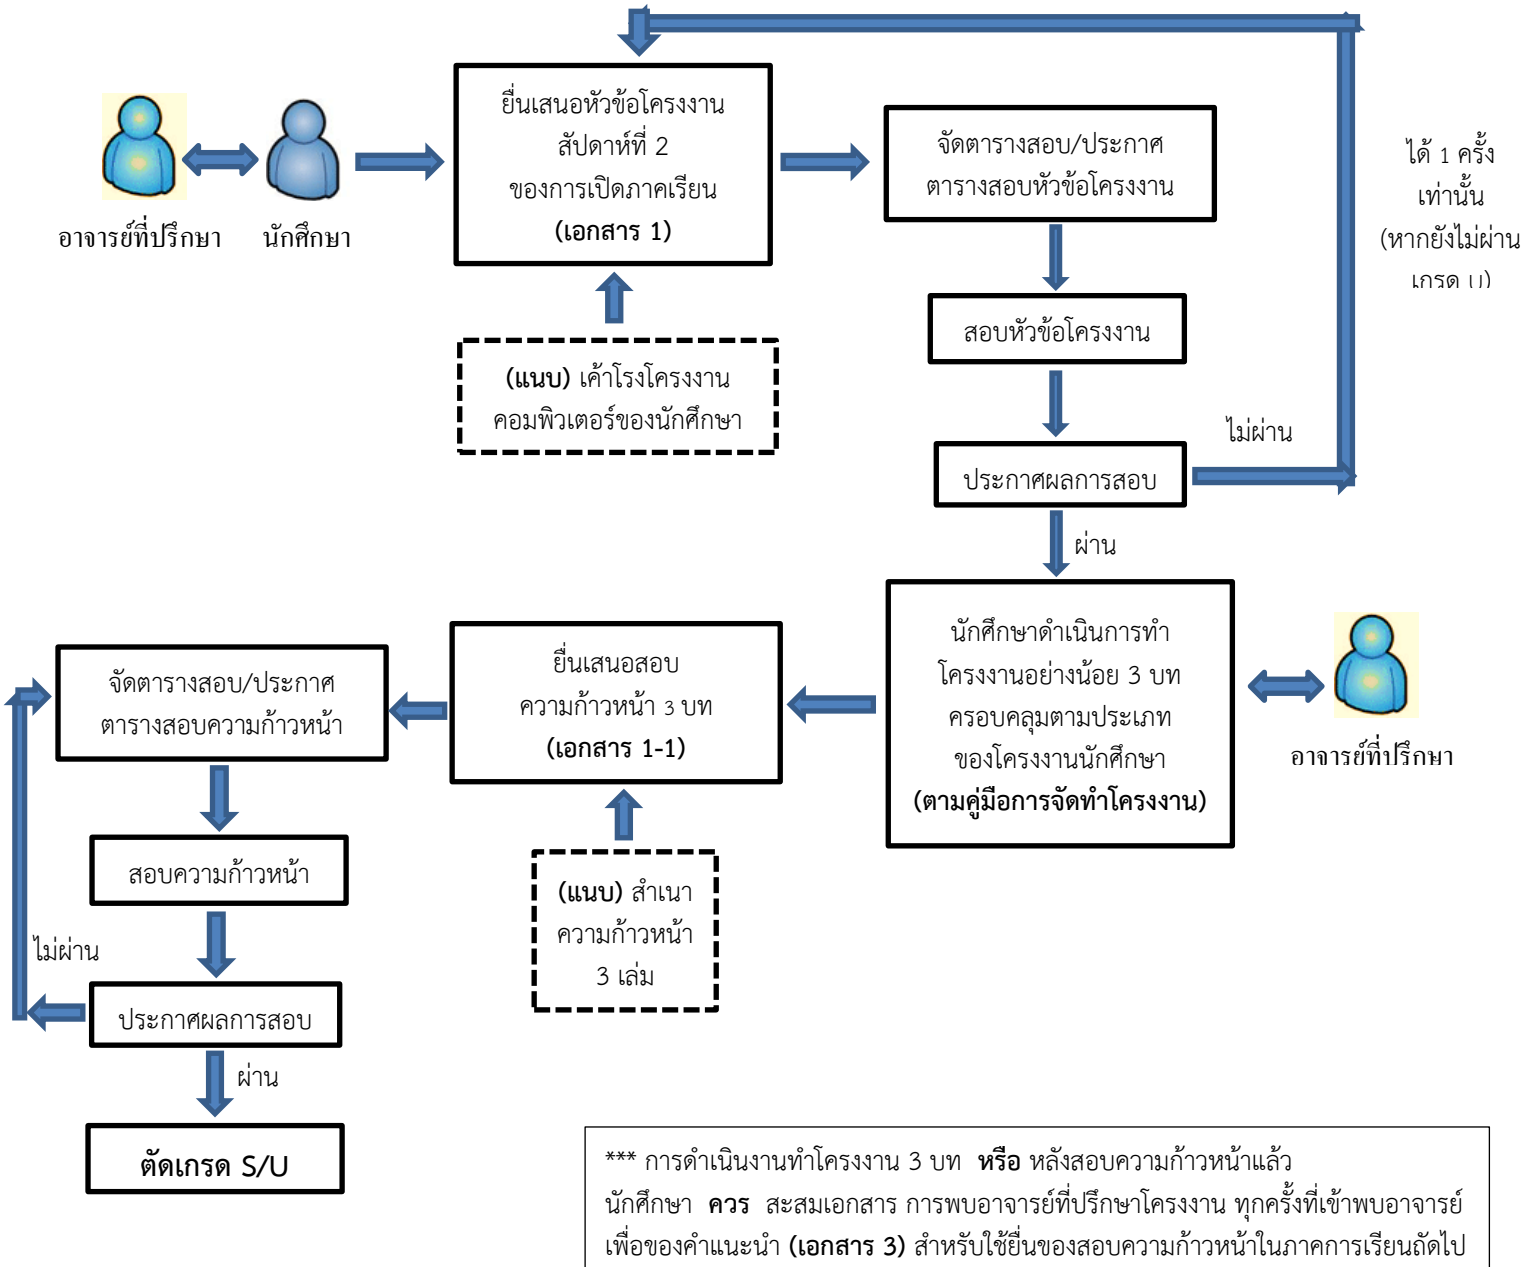 อาจารย์ที่ปรึกษา
นักศึกษา
ยื่นเสนอหัวข้อโครงงาน
สัปดาห์ที่ 2
ของการเปิดภาคเรียน
(เอกสาร 1)
(แนบ) เค้าโรงโครงงาน
คอมพิวเตอร์ของนักศึกษา
จัดตารางสอบ/ประกาศ
ตารางสอบหัวข้อโครงงาน
สอบหัวข้อโครงงาน
ประกาศผลการสอบ
ไม่ผ่าน
ได้ 1 ครั้ง
เท่านั้น
(หากยังไม่ผ่าน
เกรด U)
ผ่าน
นักศึกษาดำเนินการทำ
โครงงานอย่างน้อย 3 บท
ครอบคลุมตามประเภท
ของโครงงานนักศึกษา
(ตามคู่มือการจัดทำโครงงาน)
อาจารย์ที่ปรึกษา
ยื่นเสนอสอบ
ความก้าวหน้า 3 บท
(เอกสาร 1-1)
(แนบ) สำเนา
ความก้าวหน้า
3 เล่ม
จัดตารางสอบ/ประกาศ
ตารางสอบความก้าวหน้า
สอบความก้าวหน้า
ไม่ผ่าน
ประกาศผลการสอบ
ผ่าน
ตัดเกรด S/U
*** การดำเนินงานทำโครงงาน 3 บท หรือ หลังสอบความก้าวหน้าแล้ว
นักศึกษา ควร สะสมเอกสาร การพบอาจารย์ที่ปรึกษาโครงงาน ทุกครั้งที่เข้าพบอาจารย์
เพื่อของคำแนะนำ (เอกสาร 3) สำหรับใช้ยื่นของสอบความก้าวหน้าในภาคการเรียนถัดไป